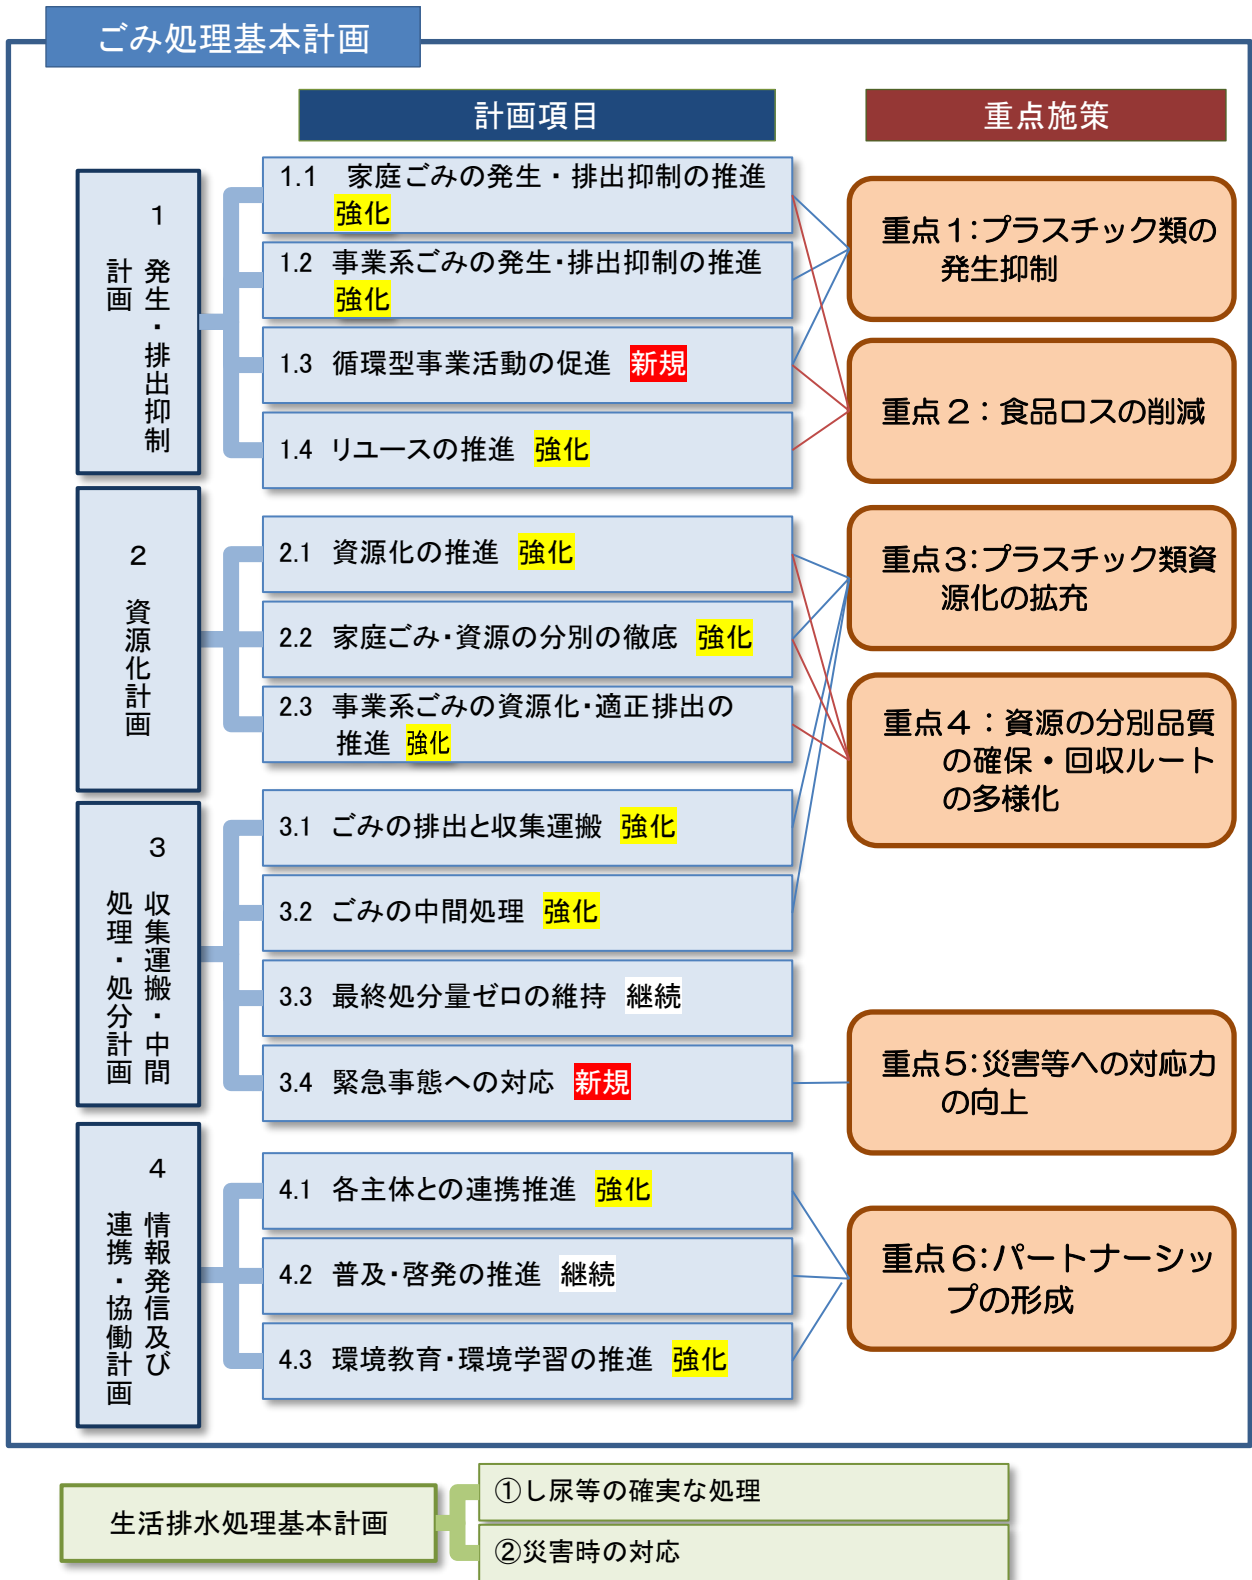 ごみ処理基本計画
計画項目
重点施策
1 発生・排出抑制
計画
1.1 家庭ごみの発生・排出抑制の推進
強化
1.2 事業系ごみの発生・排出抑制の推進
強化
1.3 循環型事業活動の促進 新規
1.4 リユースの推進 強化
重点1：プラスチック類の
発生抑制
重点2：食品ロスの削減
2 資源化計画
2.1 資源化の推進 強化
2.2 家庭ごみ・資源の分別の徹底 強化
2.3 事業系ごみの資源化・適正排出の
推進 強化
重点3：プラスチック類資
源化の拡充
重点4：資源の分別品質
の確保・回収ルート
の多様化
3 収集運搬・中間
処理・処分計画
3.1 ごみの排出と収集運搬 強化
3.2 ごみの中間処理 強化
3.3 最終処分量ゼロの維持 継続
3.4 緊急事態への対応 新規
重点5：災害等への対応力
の向上
4 情報発信及び
連携・協働計画
4.1 各主体との連携推進 強化
4.2 普及・啓発の推進 継続
4.3 環境教育・環境学習の推進 強化
重点6：パートナーシッ
プの形成
生活排水処理基本計画
①し尿等の確実な処理
②災害時の対応